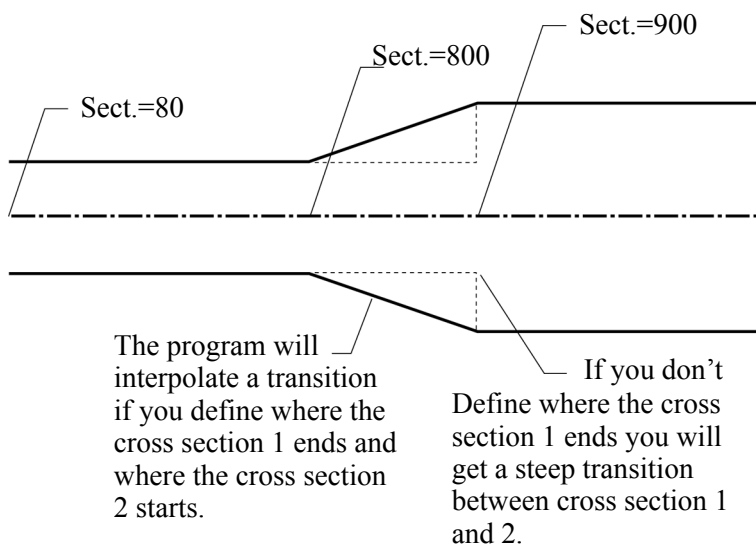 Sect.=900
Sect.=800
Sect.=80
The program will
interpolate a transition
if you define where the
cross section 1 ends and
where the cross section
2 starts.
If you don’t
Define where the cross
section 1 ends you will
get a steep transition
between cross section 1
and 2.